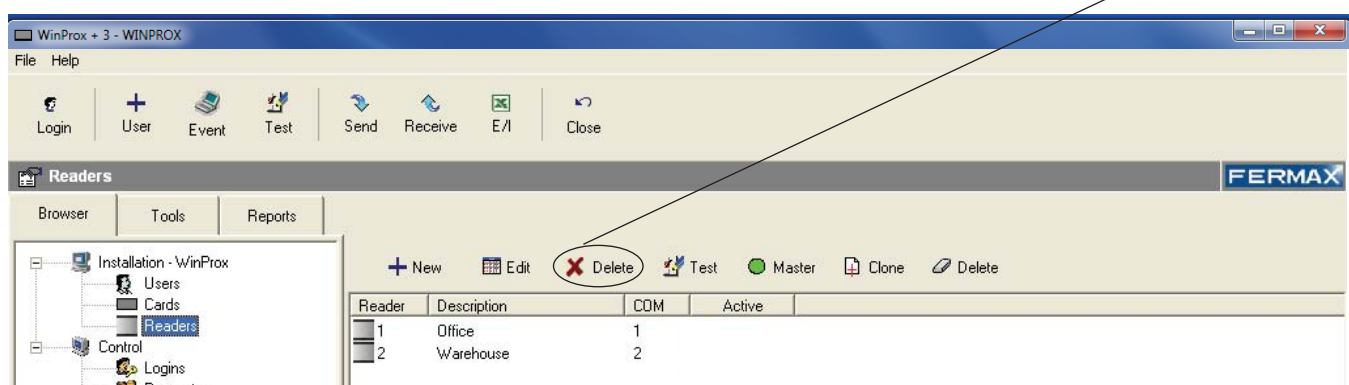 WinProx + 3 - WINPROX
File Help
Login User Event Test Send Receive E/I Close
Readers FERMAX
Browser Tools Reports
Installation - WinProx
New Edit Delete Test Master Clone Delete
Users
Cards
Reader Description COM Active
Readers
1 Office 1
2 Warehouse 2
Control
Logins